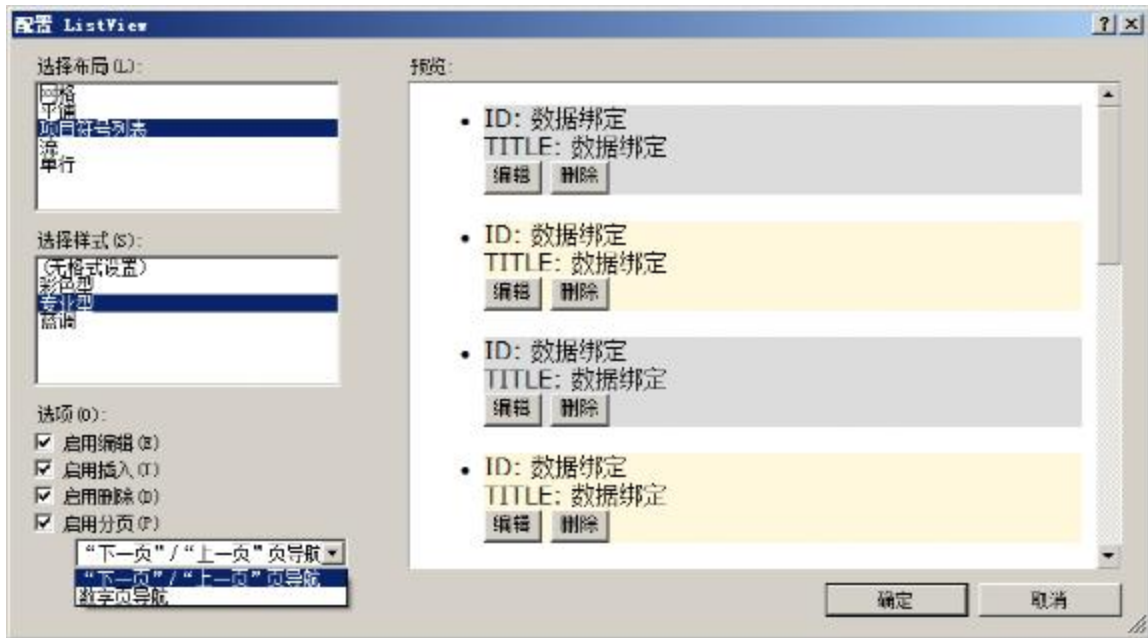 配置 ListView
选择布局(L):
网格
平铺
项目符号列表
流
单行
选择样式(S):
(无格式设置)
彩色型
专业型
蓝调
选项(O):
启用编辑(E)
启用插入(I)
启用删除(D)
启用分页(P)
“下一页”/“上一页”页导航
“下一页”/“上一页”页导航
数字页导航
预览:
ID: 数据绑定
TITLE: 数据绑定
编辑 删除
ID: 数据绑定
TITLE: 数据绑定
编辑 删除
ID: 数据绑定
TITLE: 数据绑定
编辑 删除
ID: 数据绑定
TITLE: 数据绑定
编辑 删除
确定 取消